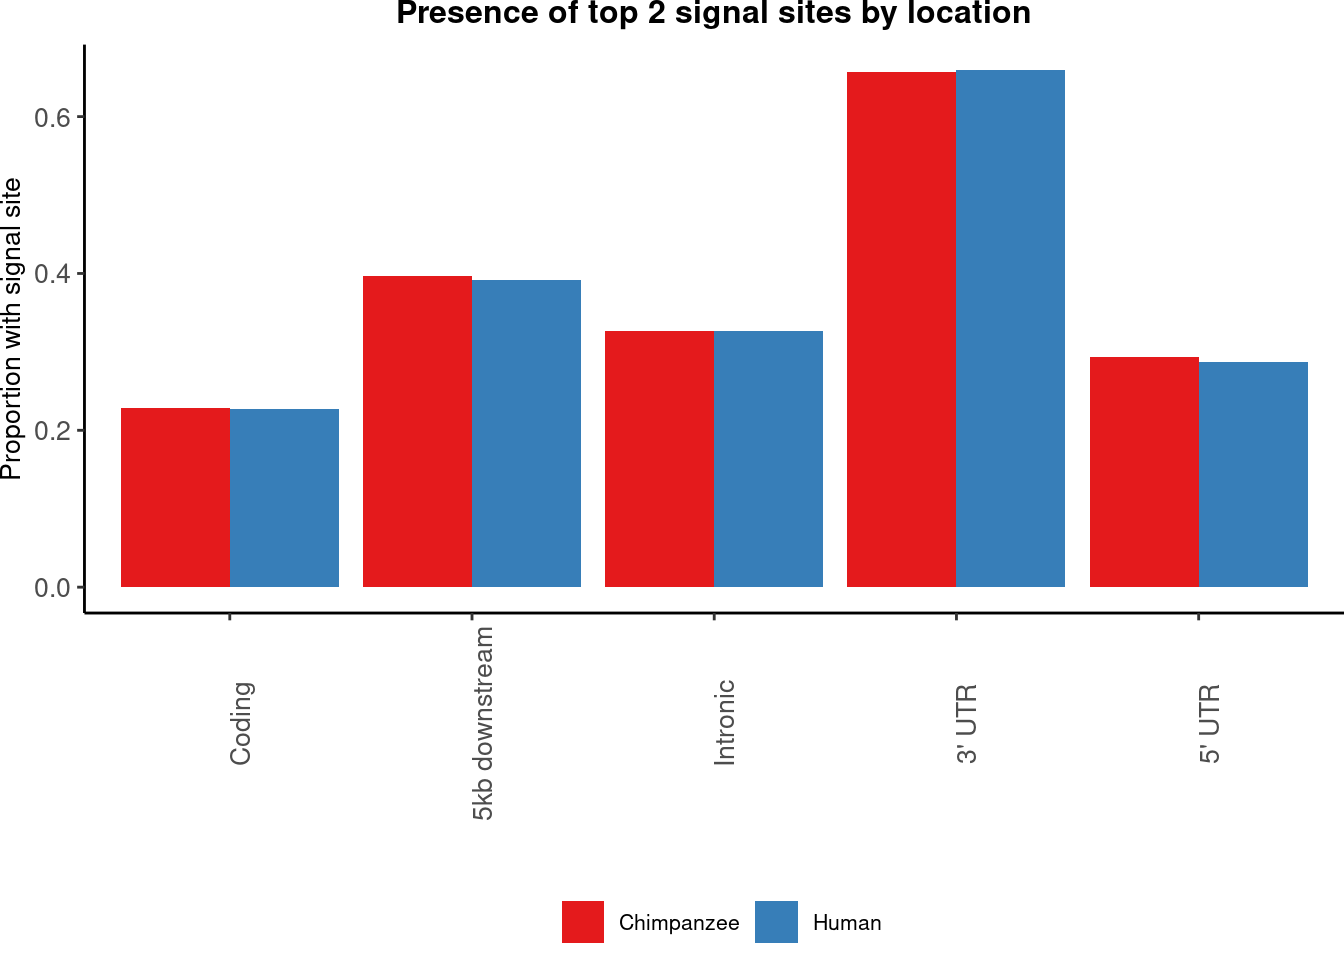 Presence of top 2 signal sites by location
Proportion with signal site
0.6
0.4
0.2
0.0
Coding
5kb downstream
Intronic
3' UTR
5' UTR
Chimpanzee
Human